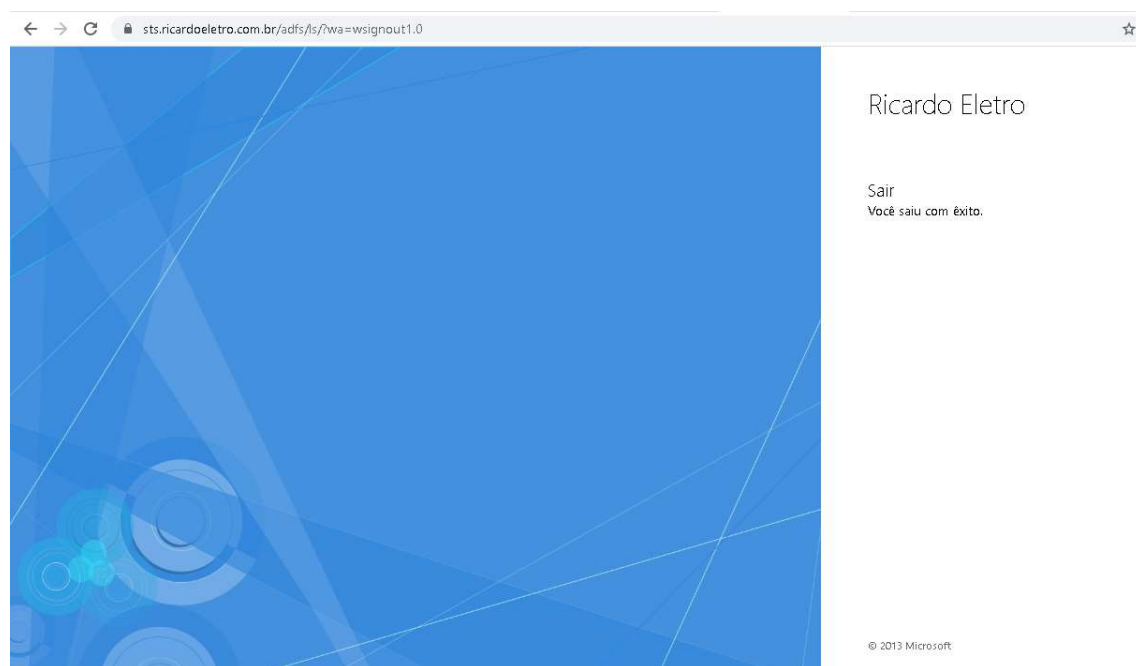 sts.ricardoeletro.com.br/adfs/ls/?wa=wsignout1.0
Ricardo Eletro
Sair
Você saiu com êxito.
© 2013 Microsoft